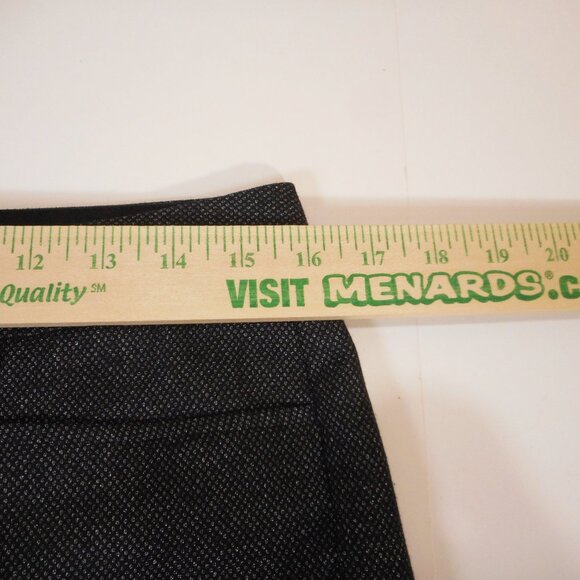 12 13 14 15 16 17 18 19 20
Quality SM VISIT MENARDS®.c